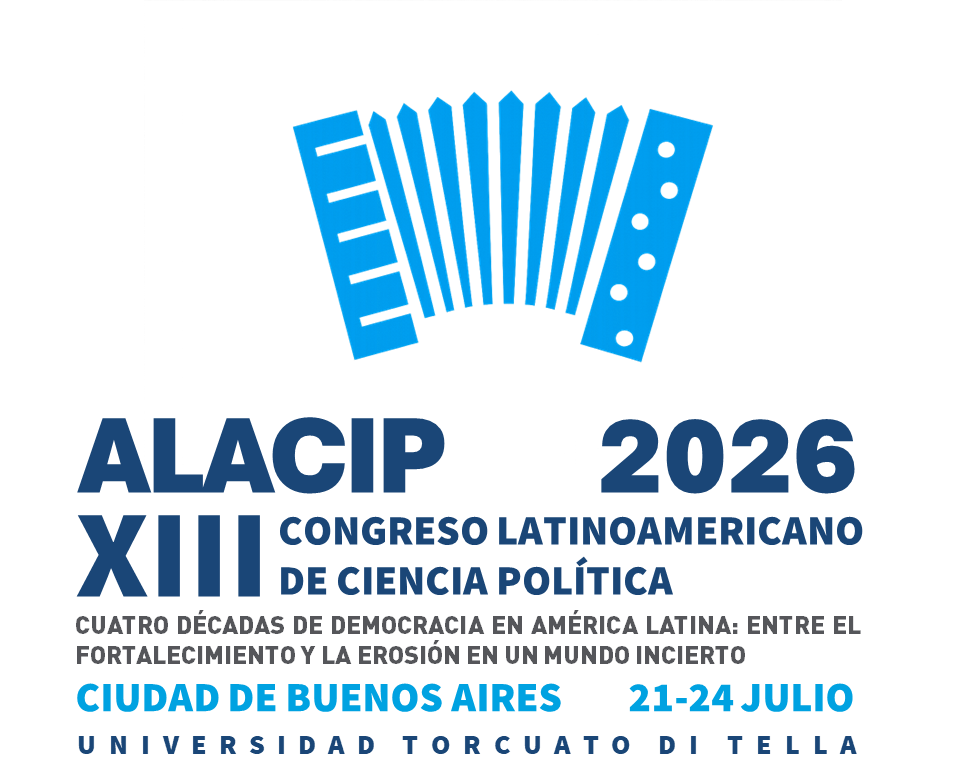 ALACIP 2026
XIII CONGRESO LATINOAMERICANO
DE CIENCIA POLÍTICA
CUATRO DÉCADAS DE DEMOCRACIA EN AMÉRICA LATINA: ENTRE EL
FORTALECIMIENTO Y LA EROSIÓN EN UN MUNDO INCIERTO
CIUDAD DE BUENOS AIRES 21-24 JULIO
UNIVERSIDAD TORCUATO DI TELLA